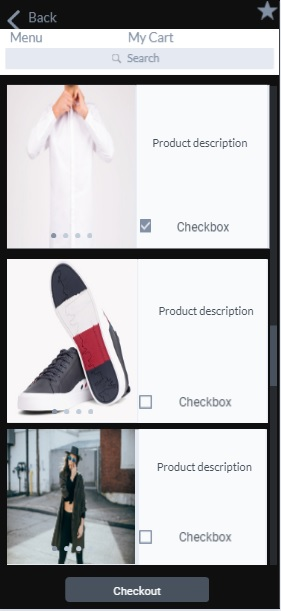 Back
Menu My Cart
Search
Product description
Checkbox
Product description
Checkbox
Product description
Checkbox
Checkout